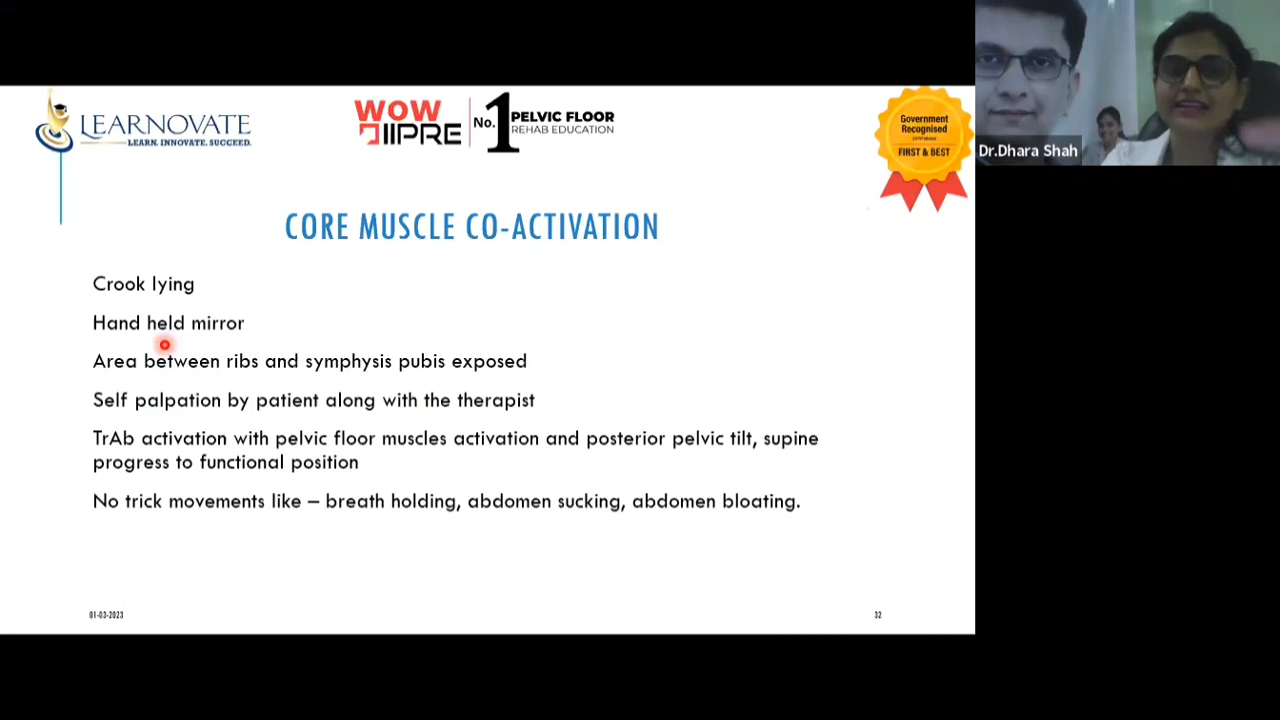 LEARNOVATE
LEARN. INNOVATE. SUCCEED.
WOW
IIPRE
No. 1
PELVIC FLOOR
REHAB EDUCATION
Government
Recognised
FIRST & BEST
Dr.Dhara Shah
CORE MUSCLE CO-ACTIVATION
Crook lying
Hand held mirror
Area between ribs and symphysis pubis exposed
Self palpation by patient along with the therapist
TrAb activation with pelvic floor muscles activation and posterior pelvic tilt, supine
progress to functional position
No trick movements like – breath holding, abdomen sucking, abdomen bloating.
01-03-2023
32